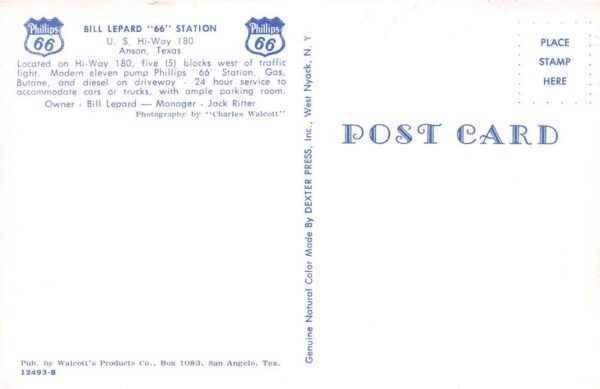 Phillips
66
BILL LEPARD "66" STATION
U. S. Hi-Way 180
Anson, Texas
Phillips
66
Located on Hi-Way 180, five (5) blocks west of traffic
light. Modern eleven pump Phillips "66" Station, Gas,
Butane, and diesel on driveway - 24 hour service to
accommodate cars or trucks, with ample parking room.
Owner - Bill Lepard — Manager - Jack Ritter
Photography by "Charles Walcott"
Pub. by Walcott's Products Co., Box 1083, San Angelo, Tex.
12493-B
Genuine Natural Color Made By DEXTER PRESS, Inc., West Nyack, N. Y
POST CARD
PLACE
STAMP
HERE